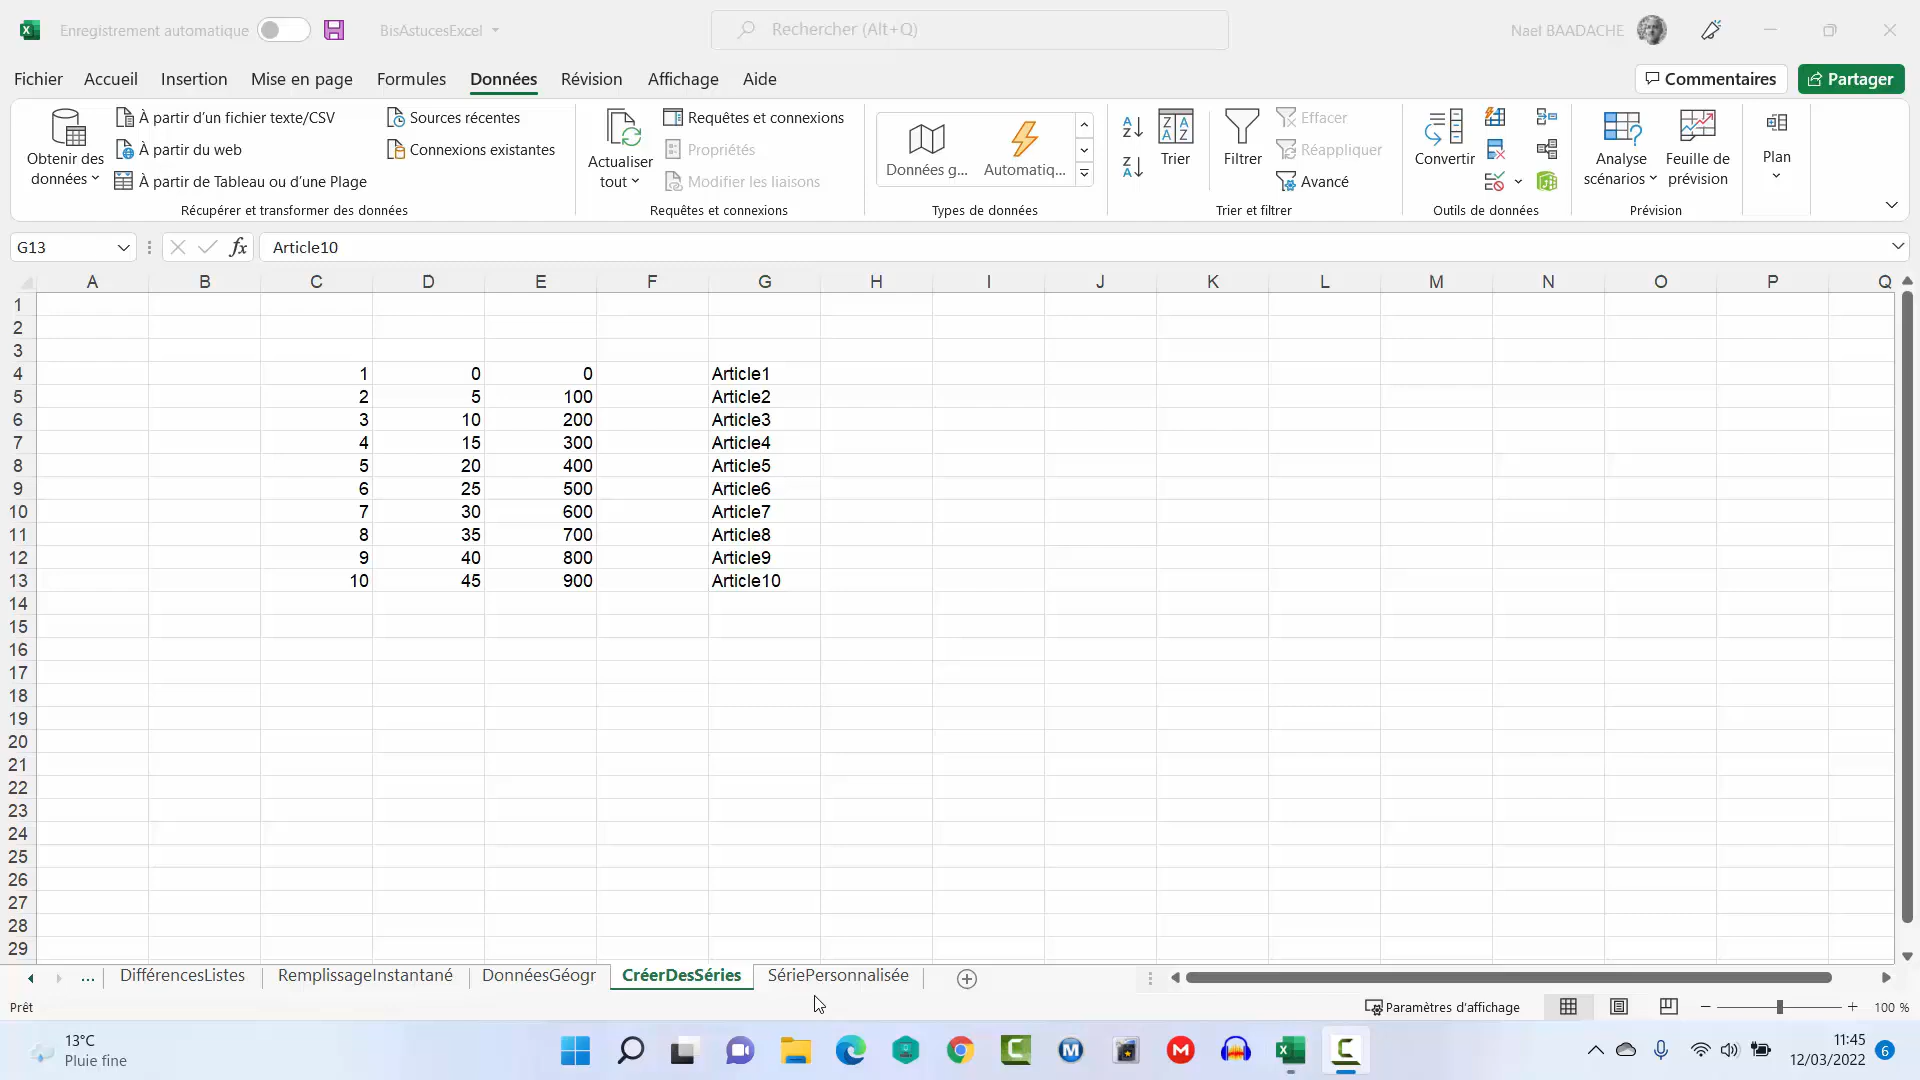 Enregistrement automatique
BisAstucesExcel
Rechercher (Alt+Q)
Nael BAADACHE
Fichier Accueil Insertion Mise en page Formules Données Révision Affichage Aide
Commentaires
Partager
Obtenir des données
À partir d'un fichier texte/CSV
À partir du web
À partir de Tableau ou d'une Plage
Sources récentes
Connexions existantes
Récupérer et transformer des données
Actualiser tout
Requêtes et connexions
Propriétés
Modifier les liaisons
Requêtes et connexions
Données g...
Automatiq...
Types de données
Trier
Filtrer
Effacer
Réappliquer
Avancé
Trier et filtrer
Convertir
Outils de données
Analyse scénarios
Feuille de prévision
Prévision
Plan
G13
fx
Article10
A B C D E F G H I J K L M N O P Q
1
2
3
4 1 0 0 Article1
5 2 5 100 Article2
6 3 10 200 Article3
7 4 15 300 Article4
8 5 20 400 Article5
9 6 25 500 Article6
10 7 30 600 Article7
11 8 35 700 Article8
12 9 40 800 Article9
13 10 45 900 Article10
14
15
16
17
18
19
20
21
22
23
24
25
26
27
28
29
... DifférencesListes RemplissageInstantané DonnéesGéogr CréerDesSéries SériePersonnalisée
Prêt
Paramètres d'affichage
100 %
13°C
Pluie fine
11:45
12/03/2022
6